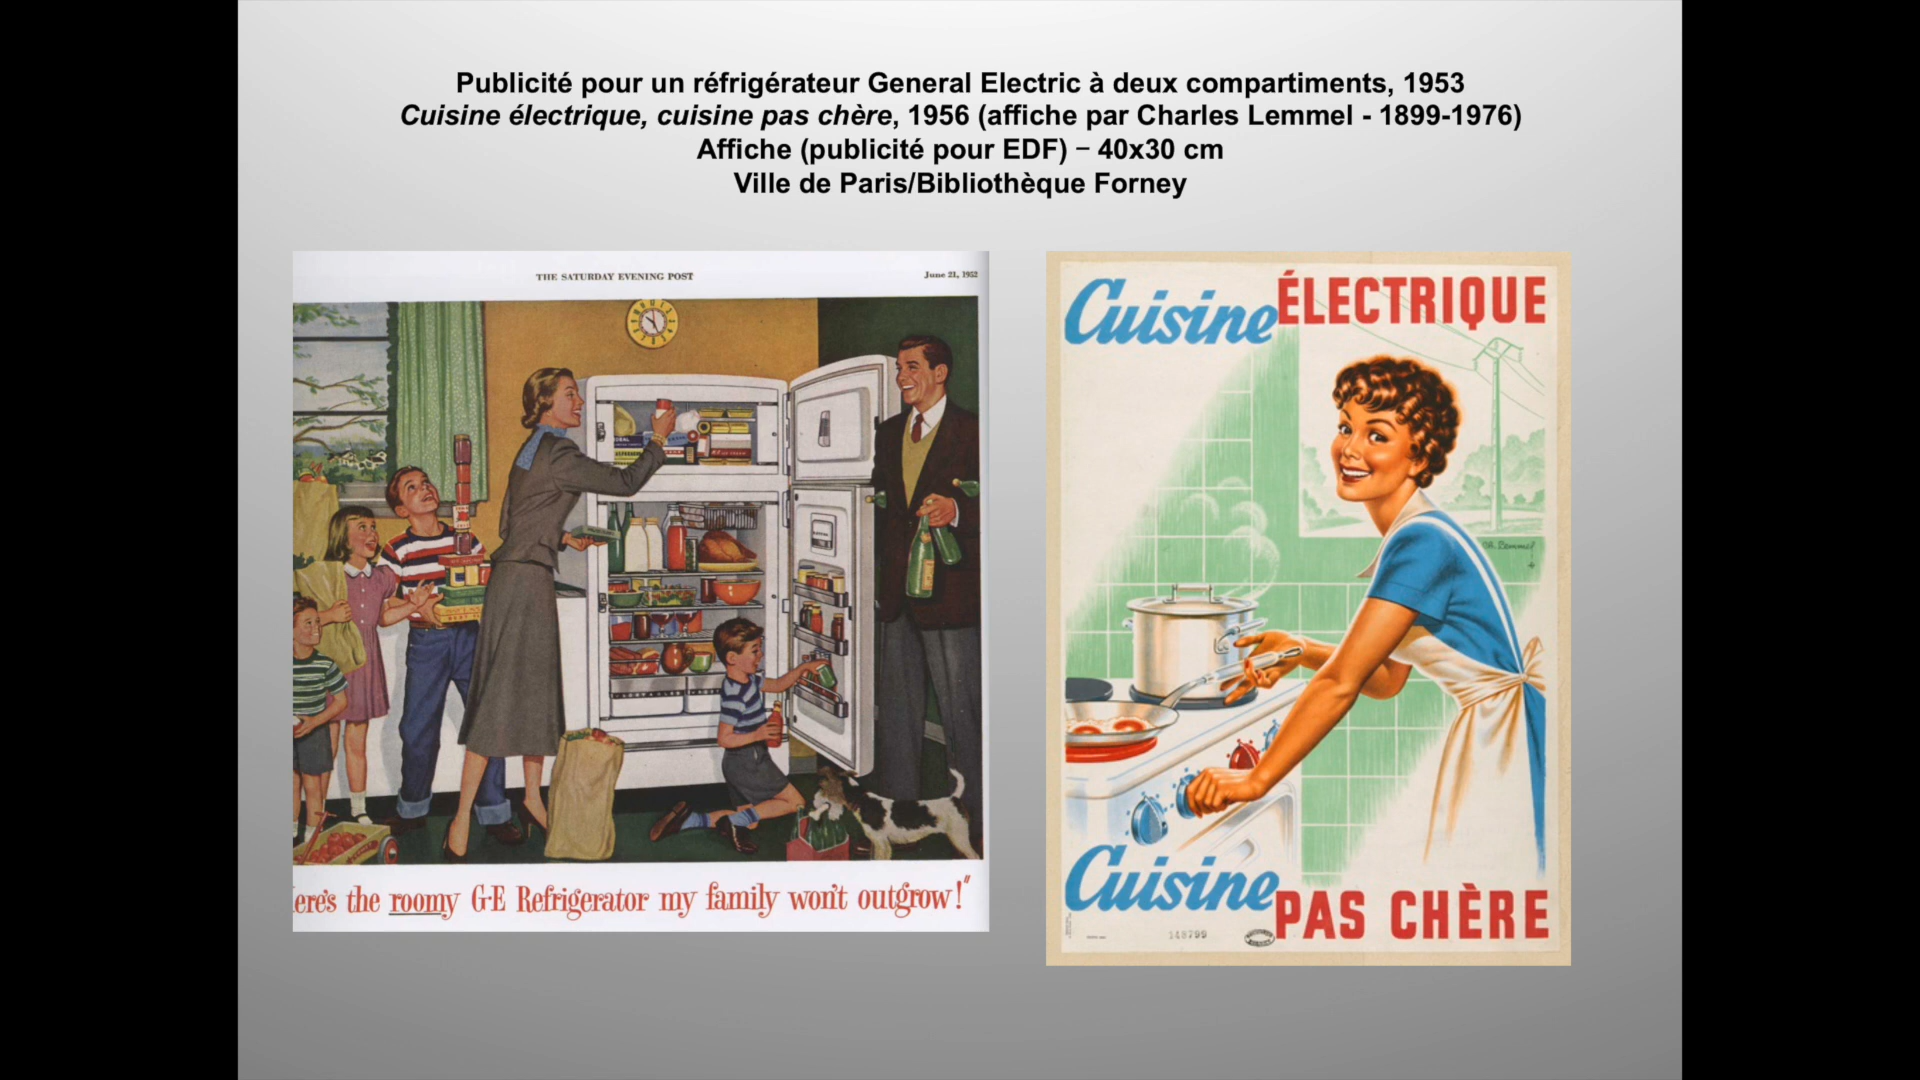 Publicité pour un réfrigérateur General Electric à deux compartiments, 1953
Cuisine électrique, cuisine pas chère, 1956 (affiche par Charles Lemmel - 1899-1976)
Affiche (publicité pour EDF) – 40x30 cm
Ville de Paris/Bibliothèque Forney
THE SATURDAY EVENING POST
June 21, 1952
ere's the roomy G-E Refrigerator my family won't outgrow!"
Cuisine ÉLECTRIQUE
Ch. Lemmel
Cuisine PAS CHÈRE
148799